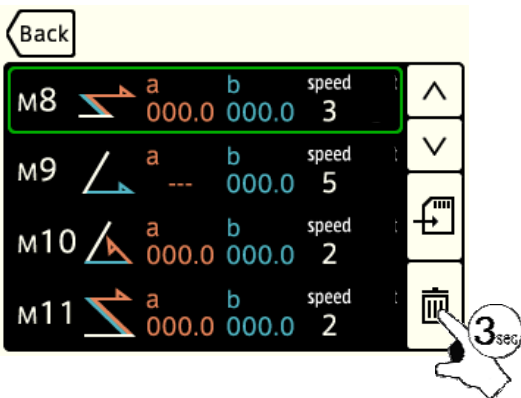 Back
M8 a b speed
000.0 000.0 3
M9 a b speed
--- 000.0 5
M10 a b speed
000.0 000.0 2
M11 a b speed
000.0 000.0 2
3sec